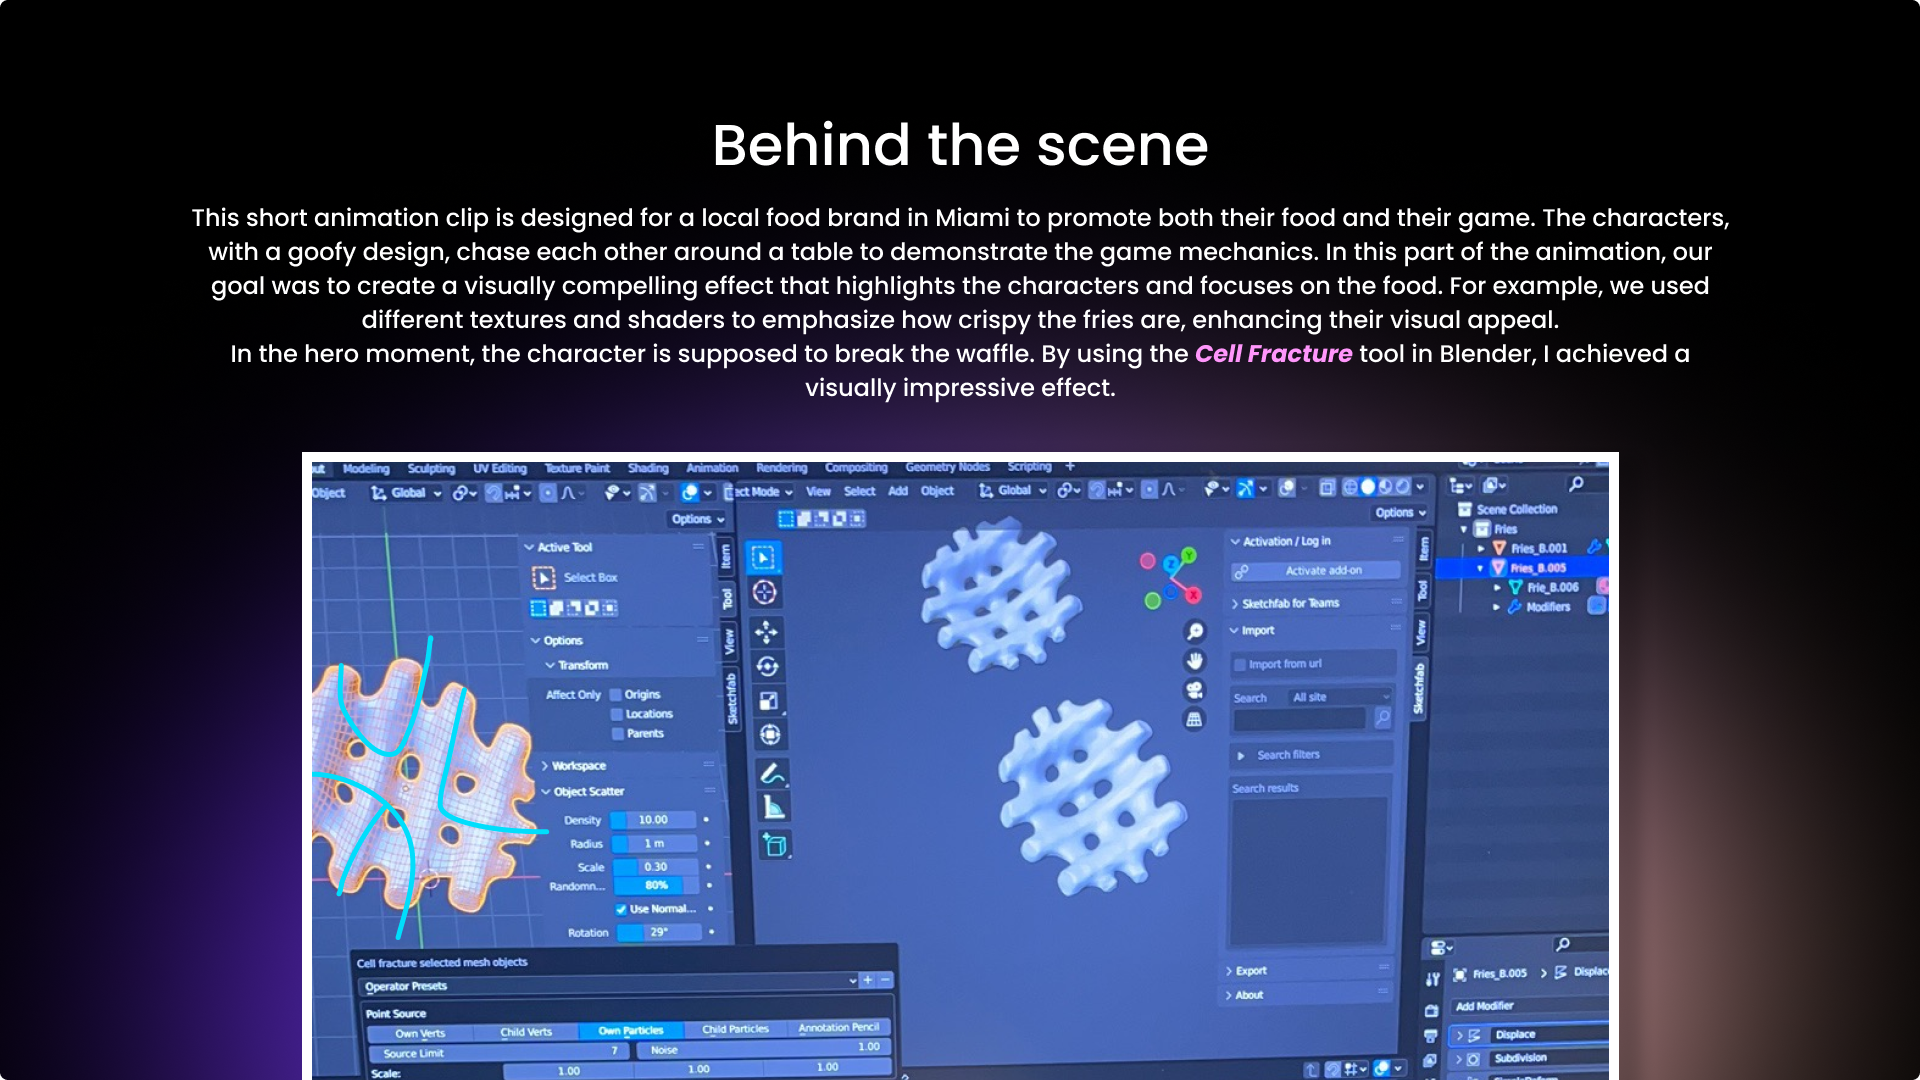 Behind the scene
This short animation clip is designed for a local food brand in Miami to promote both their food and their game. The characters,
with a goofy design, chase each other around a table to demonstrate the game mechanics. In this part of the animation, our
goal was to create a visually compelling effect that highlights the characters and focuses on the food. For example, we used
different textures and shaders to emphasize how crispy the fries are, enhancing their visual appeal.
In the hero moment, the character is supposed to break the waffle. By using the Cell Fracture tool in Blender, I achieved a
visually impressive effect.
Modeling Sculpting UV Editing Texture Paint Shading Animation Rendering Compositing Geometry Nodes Scripting +
Object Global
Mode View Select Add Object Global
Options
Options
Active Tool
Select Box
Options
Transform
Affect Only Origins
Locations
Parents
Workspace
Object Scatter
Density 10.00
Radius 1 m
Scale 0.30
Randomn... 80%
Use Normal...
Rotation 29°
Item
Tool
View
Sketchfab
Z
Y
X
Activation / Log in
Activate add-on
Sketchfab for Teams
Import
Import from url
Search All site
Search filters
Search results
Export
About
Item
Tool
View
Sketchfab
Scene Collection
Fries
Fries_B.001
Fries_B.005
Frie_B.006
Modifiers
Cell fracture selected mesh objects
Operator Presets + −
Point Source
Own Verts Child Verts Own Particles Child Particles Annotation Pencil
Source Limit 7 Noise 1.00
Scale: 1.00 1.00 1.00
Fries_B.005 > Displac
Add Modifier
Displace
Subdivision